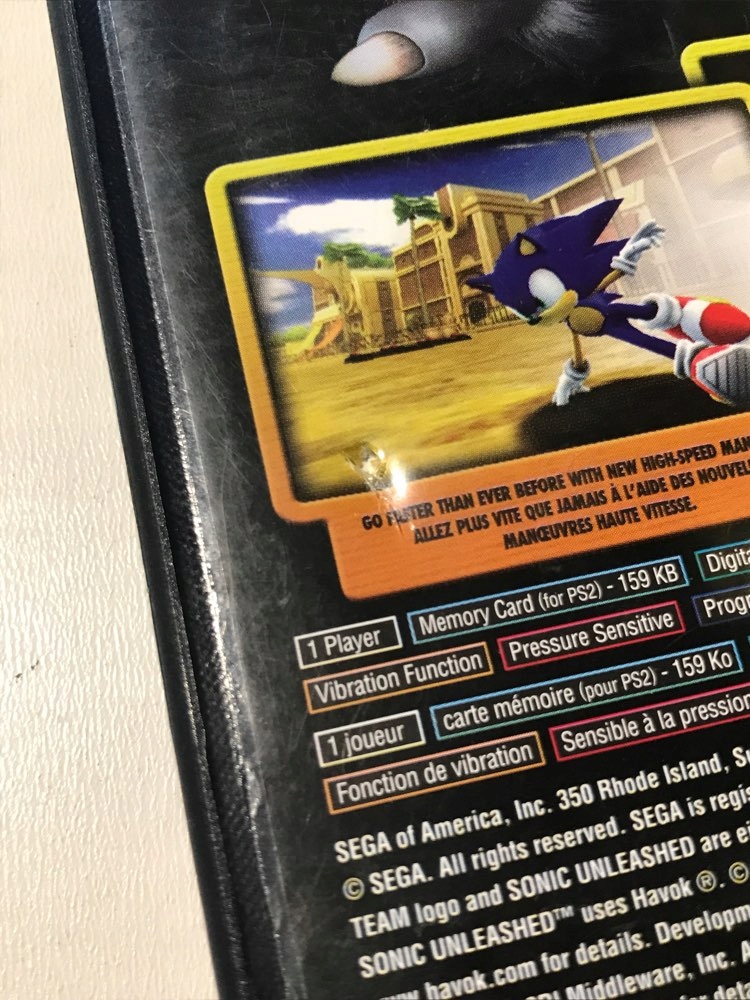 GO FASTER THAN EVER BEFORE WITH NEW HIGH-SPEED
ALLEZ PLUS VITE QUE JAMAIS À L'AIDE DES
MANŒUVRES HAUTE VITESSE.
1 Player Memory Card (for PS2) - 159 KB
Vibration Function Pressure Sensitive
1 joueur carte mémoire (pour PS2) - 159 Ko
Fonction de vibration Sensible à la pression
SEGA of America, Inc. 350 Rhode Island,
© SEGA. All rights reserved. SEGA is
TEAM logo and SONIC UNLEASHED are
SONIC UNLEASHED™ uses Havok®. ©
havok.com for details.
Middleware, Inc.